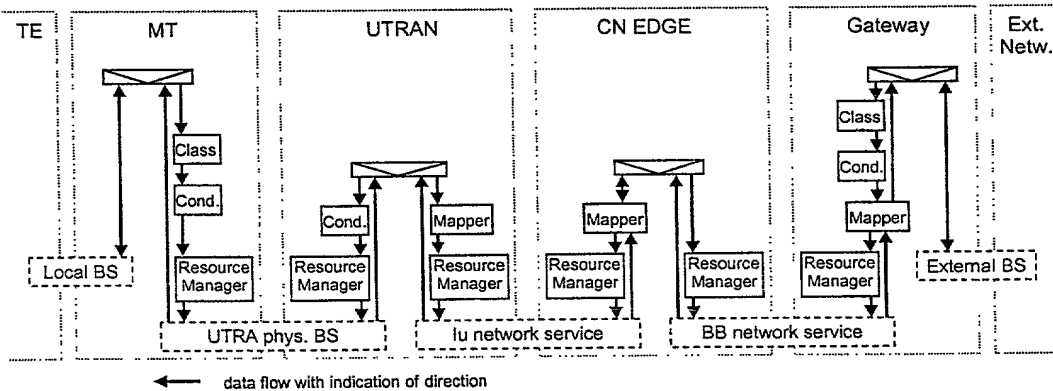 TE
MT
UTRAN
CN EDGE
Gateway
Ext.
Netw.
Class
Cond.
Class
Cond.
Cond.
Mapper
Mapper
Mapper
Local BS
Resource
Manager
Resource
Manager
Resource
Manager
Resource
Manager
Resource
Manager
Resource
Manager
External BS
UTRA phys. BS
Iu network service
BB network service
data flow with indication of direction